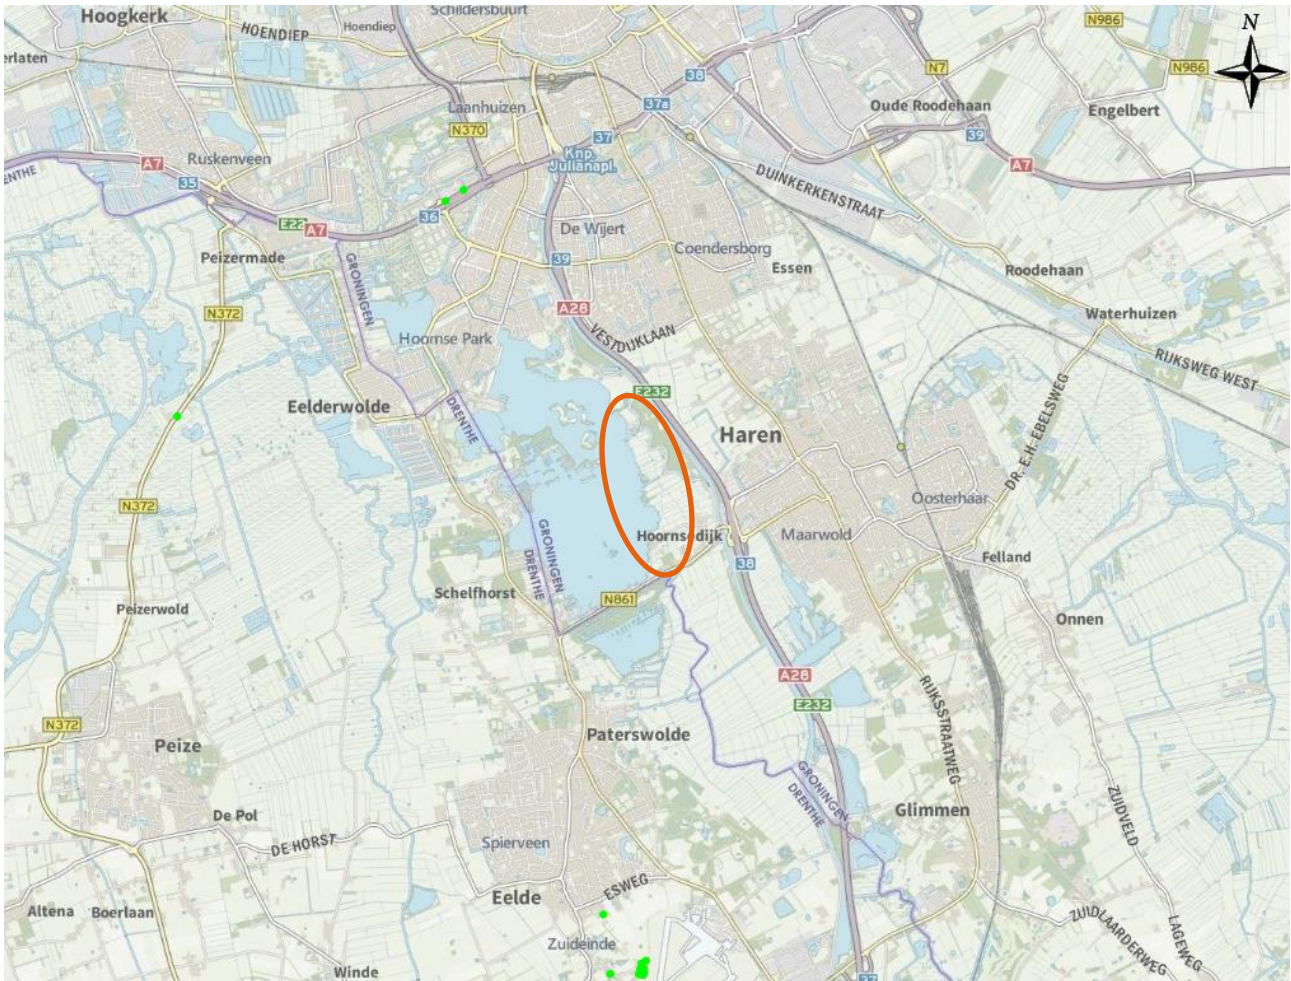 Schildersbuurt
Hoogkerk
HOENDIEP
Hoendiep
N986
N
erlaten
N7
N986
38
37a
Laanhuizen
Oude Roodehaan
Engelbert
N370
37
39
Knp.
Julianapl.
Ruskenveen
A7
A7
RENTHE
35
DUINKERKENSTRAAT
36
E22
A7
De Wijert
Coendersborg
Peizermade
39
Essen
Roodehaan
GRONINGEN
N372
A28
Waterhuizen
VESTDIJKLAAN
Hoornse Park
RIJKSWEG WEST
E232
DRENTHE
Eelderwolde
Haren
DR. E.H. EBELSWEG
N372
Oosterhaar
GRONINGEN
DRENTHE
Hoornsedijk
Maarwold
Felland
38
Schelfhorst
N861
Peizerwold
Onnen
A28
RIJKSSTRAATWEG
E232
N372
Paterswolde
Peize
GRONINGEN
DRENTHE
Glimmen
ZUIDVELD
De Pol
DE HORST
Spierveen
ESWEG
Eelde
Altena
Boerlaan
ZUIDLAARDERWEG
LAGEWEG
Zuideinde
Winde
37